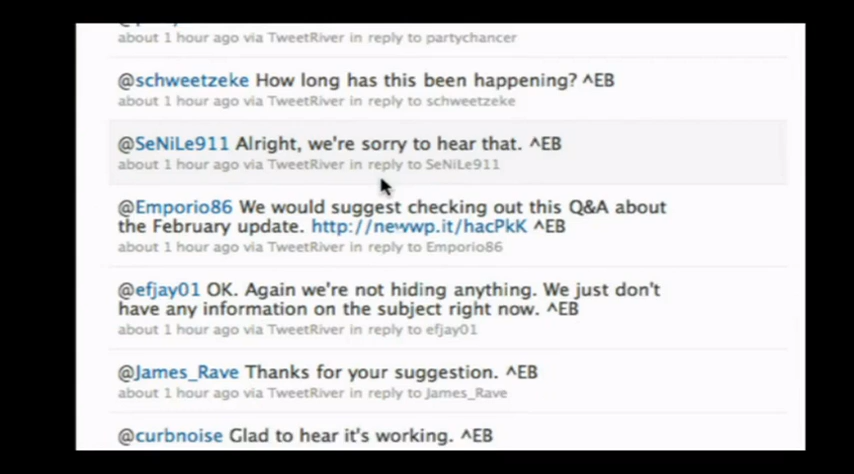 about 1 hour ago via TweetRiver in reply to partychancer
@schweetzeke How long has this been happening? ^EB
about 1 hour ago via TweetRiver in reply to schweetzeke
@SeNiLe911 Alright, we're sorry to hear that. ^EB
about 1 hour ago via TweetRiver in reply to SeNiLe911
@Emporio86 We would suggest checking out this Q&A about
the February update. http://newwp.it/hacPkK ^EB
about 1 hour ago via TweetRiver in reply to Emporio86
@efjay01 OK. Again we're not hiding anything. We just don't
have any information on the subject right now. ^EB
about 1 hour ago via TweetRiver in reply to efjay01
@James_Rave Thanks for your suggestion. ^EB
about 1 hour ago via TweetRiver in reply to James_Rave
@curbnoise Glad to hear it's working. ^EB